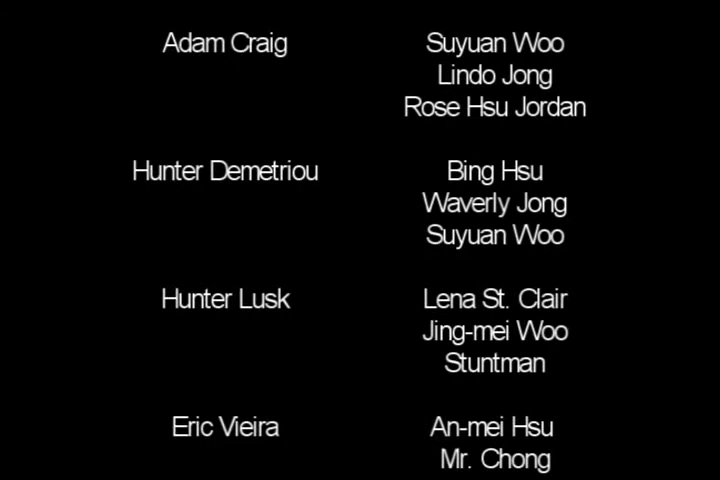 Adam Craig Suyuan Woo
Lindo Jong
Rose Hsu Jordan
Hunter Demetriou Bing Hsu
Waverly Jong
Suyuan Woo
Hunter Lusk Lena St. Clair
Jing-mei Woo
Stuntman
Eric Vieira An-mei Hsu
Mr. Chong